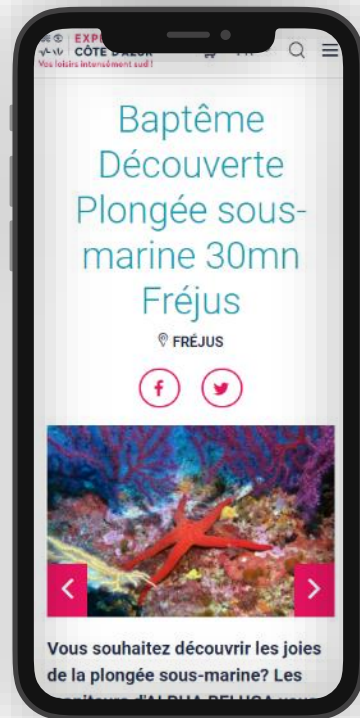 CÔTE D'AZUR
Vos loisirs intensément sud !
Baptême
Découverte
Plongée sous-
marine 30mn
Fréjus
FRÉJUS
Vous souhaitez découvrir les joies
de la plongée sous-marine? Les